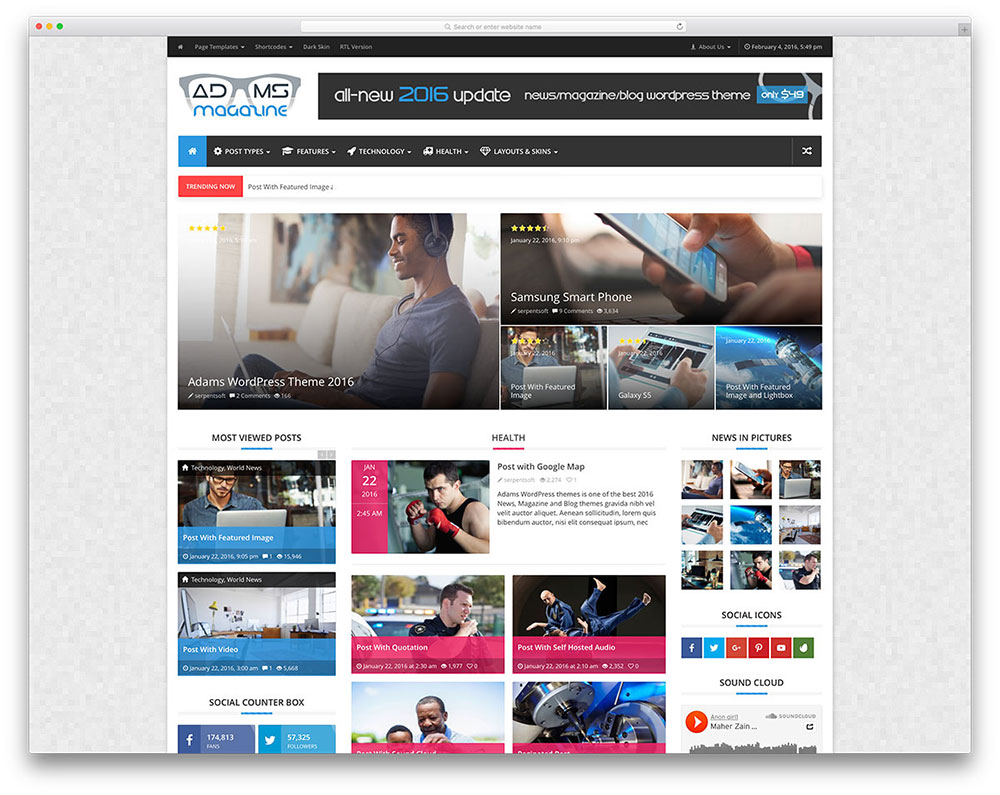 Search or enter website name
Page Templates
Shortcodes
Dark Skin
RTL Version
About Us
February 4, 2016, 5:49 pm
ADAMS
magazine
all-new 2016 update
news/magazine/blog wordpress theme
only $49
POST TYPES
FEATURES
TECHNOLOGY
HEALTH
LAYOUTS & SKINS
TRENDING NOW
Post With Featured Image
Adams WordPress Theme 2016
serpentsoft 2 Comments 166
January 22, 2016, 9:10 pm
Samsung Smart Phone
serpentsoft 9 Comments 3,634
January 22, 2016
Post With Featured
Image
January 22, 2016
Galaxy S5
January 22, 2016
Post With Featured
Image and Lightbox
MOST VIEWED POSTS
Technology, World News
Post With Featured Image
January 22, 2016, 9:05 pm 1 15,946
Technology, World News
Post With Video
January 22, 2016, 3:00 am 1 5,668
SOCIAL COUNTER BOX
174,813
FANS
57,325
FOLLOWERS
HEALTH
JAN
22
2016
2:45 AM
Post with Google Map
serpentsoft 2,274 1
Adams WordPress themes is one of the best 2016
News, Magazine and Blog themes gravida nibh vel
velit auctor aliquet. Aenean sollicitudin, lorem quis
bibendum auctor, nisi elit consequat ipsum, nec
Post With Quotation
January 22, 2016 at 2:30 am 1,977 0
Post With Self Hosted Audio
January 22, 2016 at 2:10 am 2,352 0
Post With Sound Cloud
Paginated Post
NEWS IN PICTURES
SOCIAL ICONS
SOUND CLOUD
Anon giril
Maher Zain ...
SOUNDCLOUD